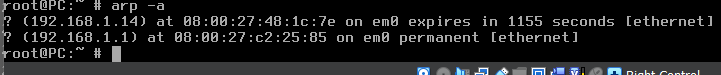 root@PC:~ # arp -a
? (192.168.1.14) at 08:00:27:48:1c:7e on em0 expires in 1155 seconds [ethernet]
? (192.168.1.1) at 08:00:27:c2:25:85 on em0 permanent [ethernet]
root@PC:~ #
Right Control